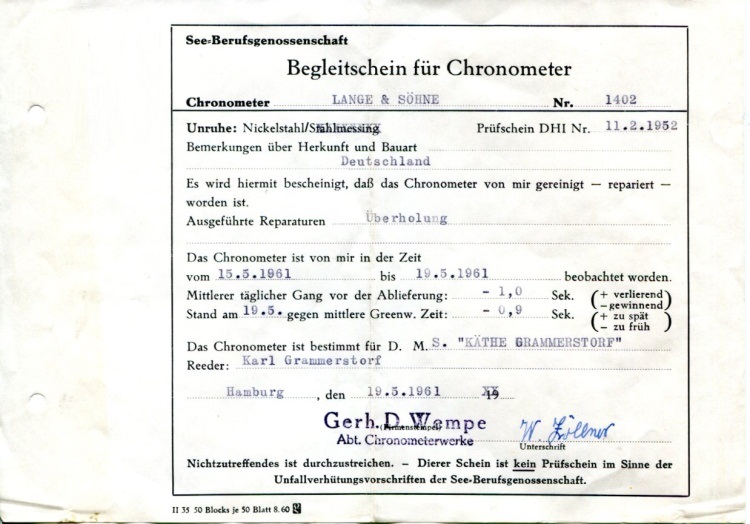 See-Berufsgenossenschaft
Begleitschein für Chronometer
Chronometer LANGE & SÖHNE Nr. 1402
Unruhe: Nickelstahl/Stahlmessing Prüfschein DHI Nr. 11.2.1952
Bemerkungen über Herkunft und Bauart
Deutschland
Es wird hiermit bescheinigt, daß das Chronometer von mir gereinigt — repariert —
worden ist.
Ausgeführte Reparaturen Überholung
Das Chronometer ist von mir in der Zeit
vom 15.5.1961 bis 19.5.1961 beobachtet worden.
Mittlerer täglicher Gang vor der Ablieferung: - 1,0 Sek. (+ verlierend
— gewinnend)
Stand am 19.5. gegen mittlere Greenw. Zeit: - 0,9 Sek. (+ zu spät
— zu früh)
Das Chronometer ist bestimmt für D. M. S. "KÄTHE GRAMMERSTORF"
Reeder: Karl Grammerstorf
Hamburg , den 19.5.1961 19
Gerh. D. Wempe
(Firmenstempel)
Abt. Chronometerwerke
W. Zöllner
Unterschrift
Nichtzutreffendes ist durchzustreichen. – Dierer Schein ist kein Prüfschein im Sinne der
Unfallverhütungsvorschriften der See-Berufsgenossenschaft.
II 35 50 Blocks je 50 Blatt 8.60